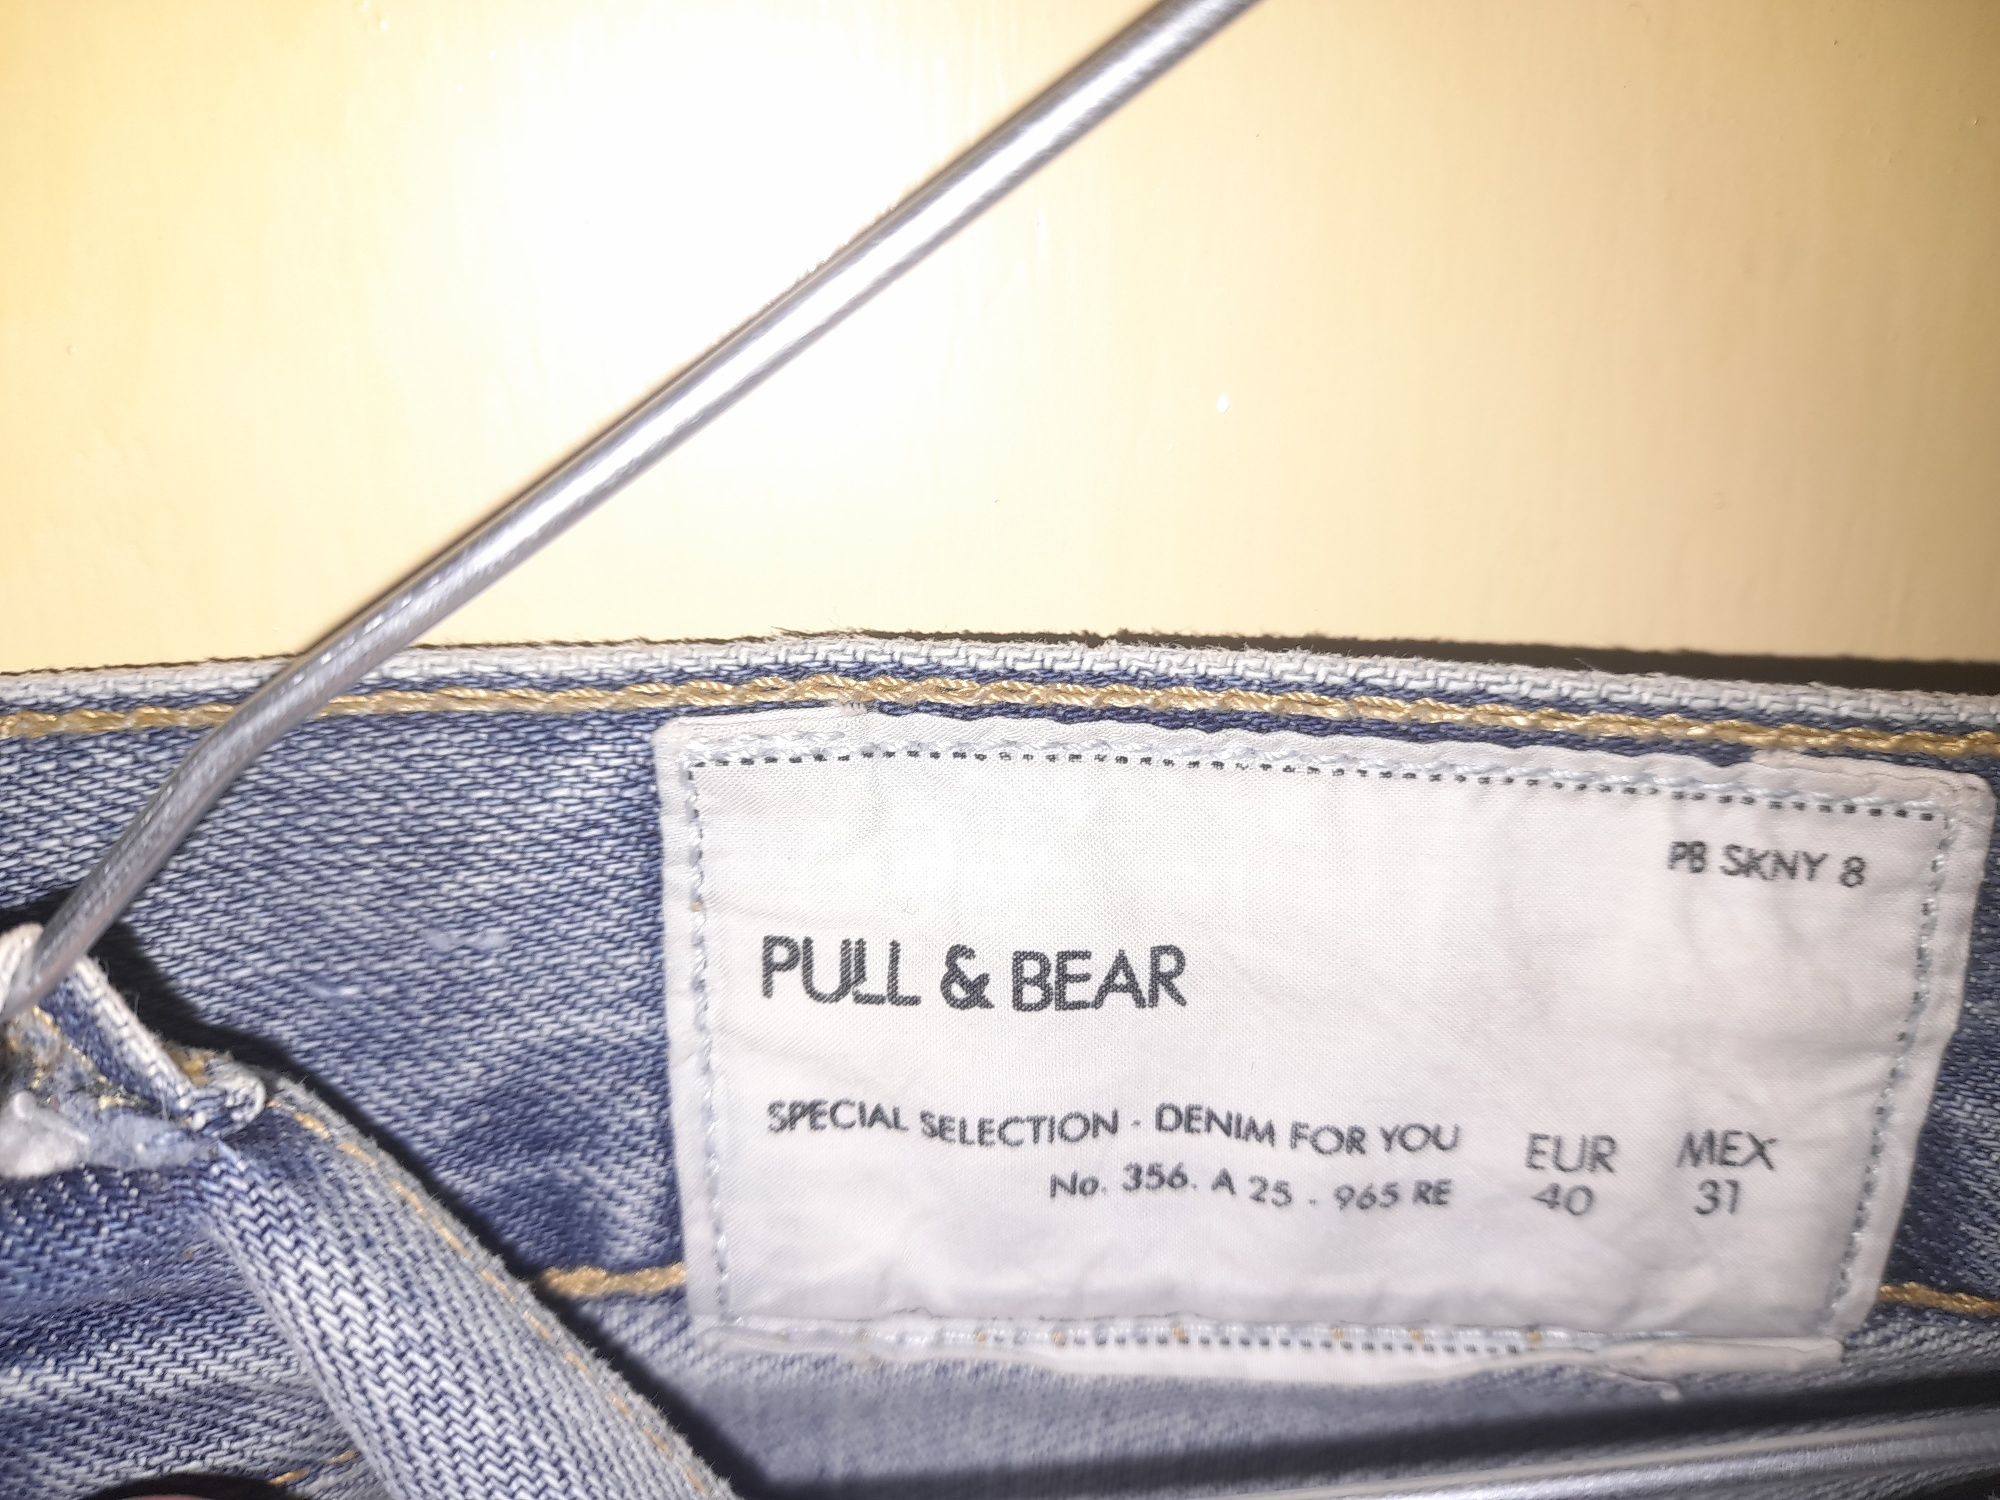 PB SKNY 8
PULL & BEAR
SPECIAL SELECTION - DENIM FOR YOU
No. 356. A 25 - 965 RE
EUR MEX
40 31